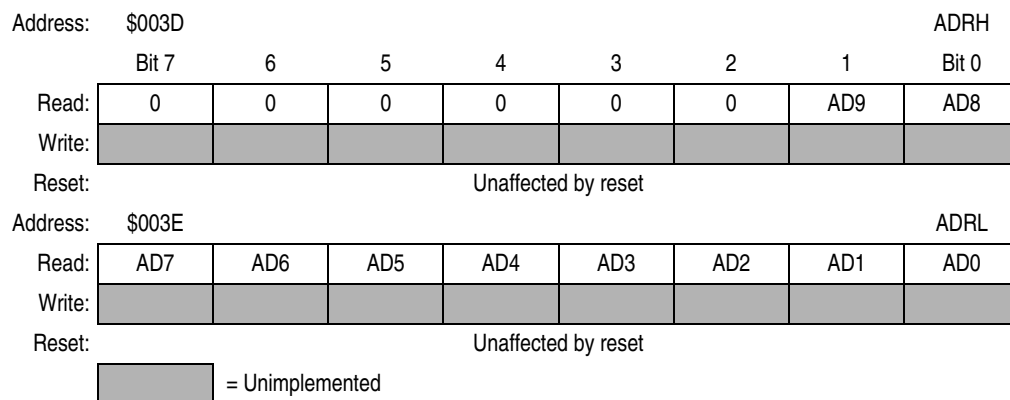 Address: $003D ADRH
Bit 7 6 5 4 3 2 1 Bit 0
Read: 0 0 0 0 0 0 AD9 AD8
Write:
Reset: Unaffected by reset
Address: $003E ADRL
Read: AD7 AD6 AD5 AD4 AD3 AD2 AD1 AD0
Write:
Reset: Unaffected by reset
= Unimplemented